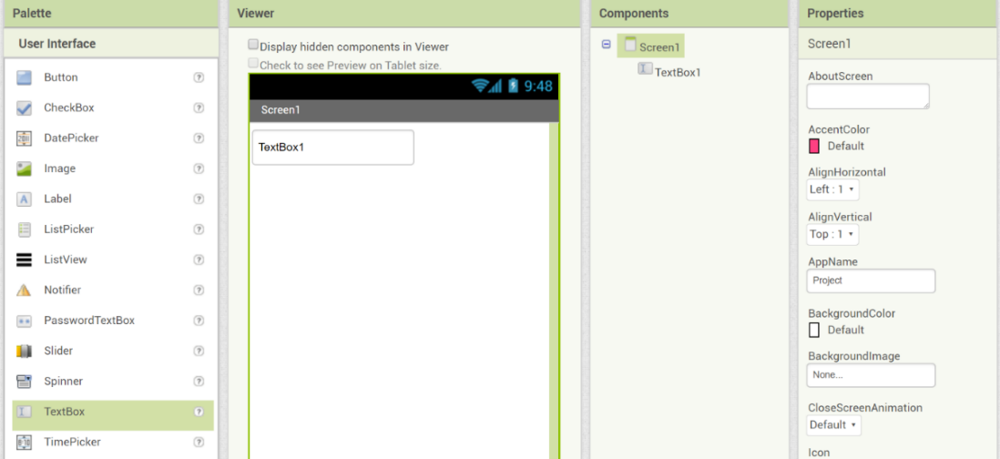 Palette
User Interface
Button
CheckBox
DatePicker
Image
Label
ListPicker
ListView
Notifier
PasswordTextBox
Slider
Spinner
TextBox
TimePicker
Viewer
Display hidden components in Viewer
Check to see Preview on Tablet size.
9:48
Screen1
TextBox1
Components
Screen1
TextBox1
Properties
Screen1
AboutScreen
AccentColor
Default
AlignHorizontal
Left : 1
AlignVertical
Top : 1
AppName
Project
BackgroundColor
Default
BackgroundImage
None...
CloseScreenAnimation
Default
Icon